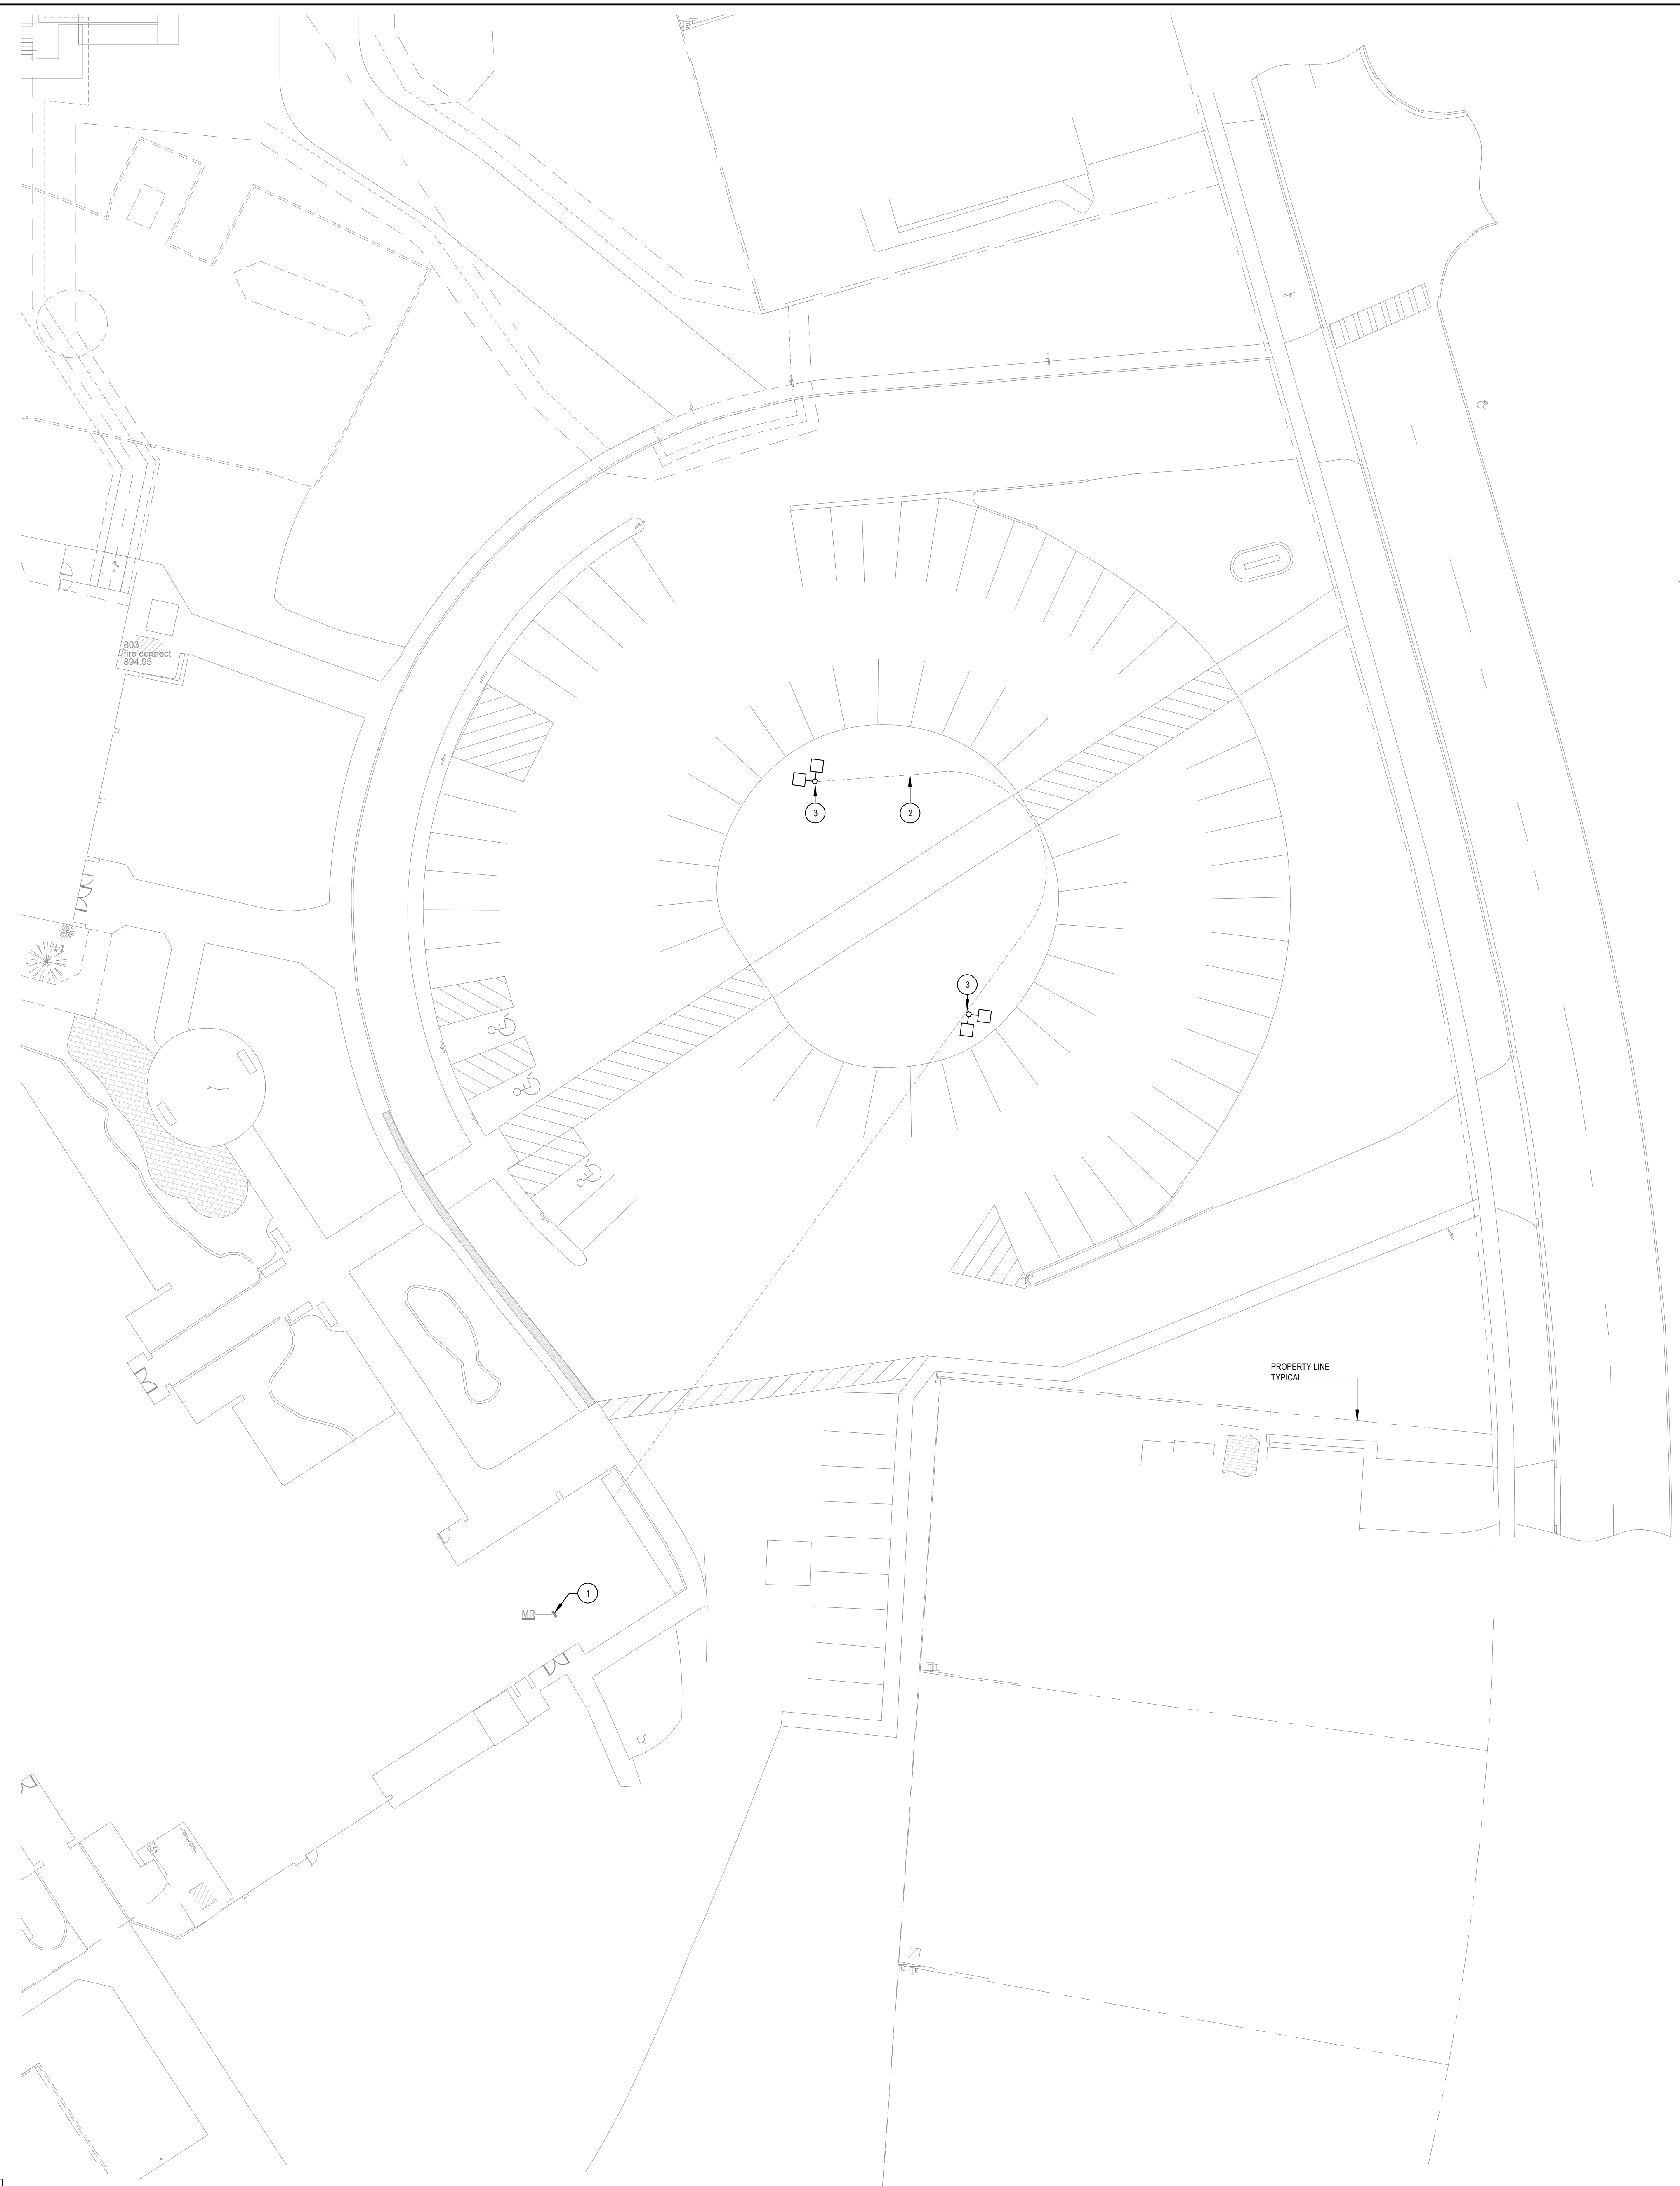 803
fire connect
894.95
3
2
3
PROPERTY LINE
TYPICAL
1
MR